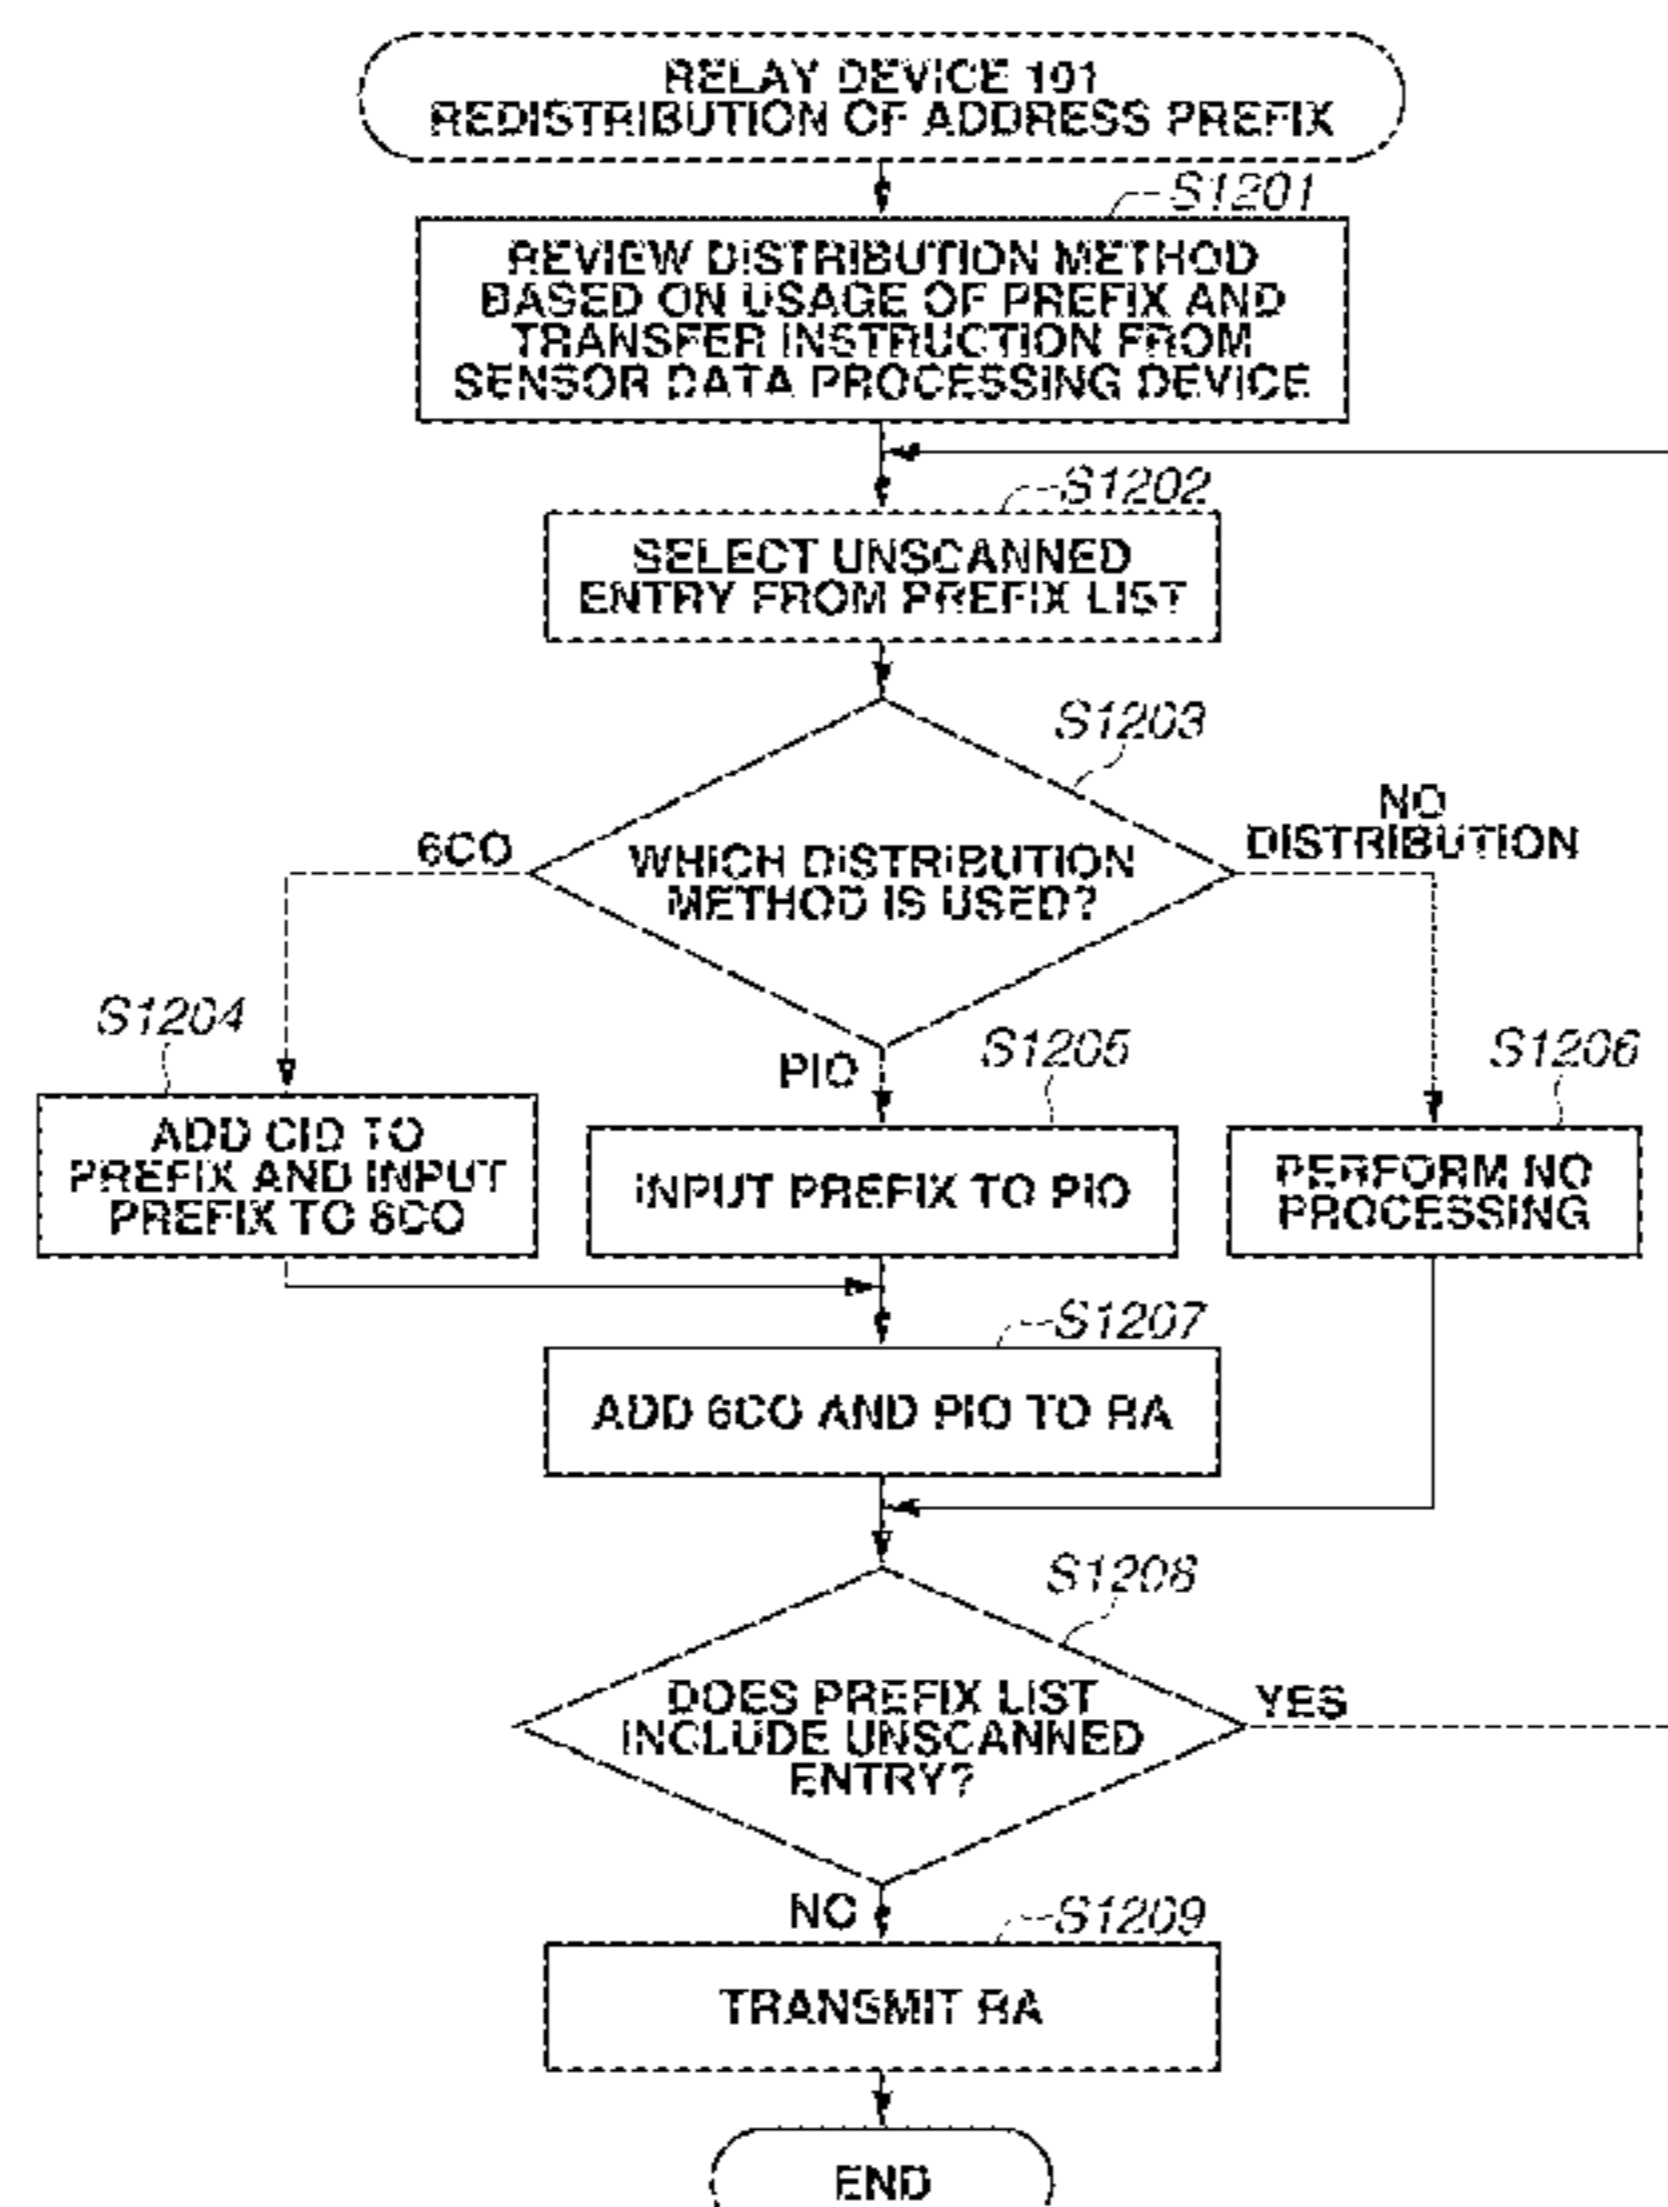 RELAY DEVICE 101
REDISTRIBUTION OF ADDRESS PREFIX
S1201
REVIEW DISTRIBUTION METHOD
BASED ON USAGE OF PREFIX AND
TRANSFER INSTRUCTION FROM
SENSOR DATA PROCESSING DEVICE
S1202
SELECT UNSCANNED
ENTRY FROM PREFIX LIST
S1203
6CO
NO
DISTRIBUTION
WHICH DISTRIBUTION
METHOD IS USED?
S1204
PIO
S1205
S1206
ADD CID TO
PREFIX AND INPUT
PREFIX TO 6CO
INPUT PREFIX TO PIO
PERFORM NO
PROCESSING
S1207
ADD 6CO AND PIO TO RA
S1208
DOES PREFIX LIST
INCLUDE UNSCANNED
ENTRY?
YES
NO
S1209
TRANSMIT RA
END